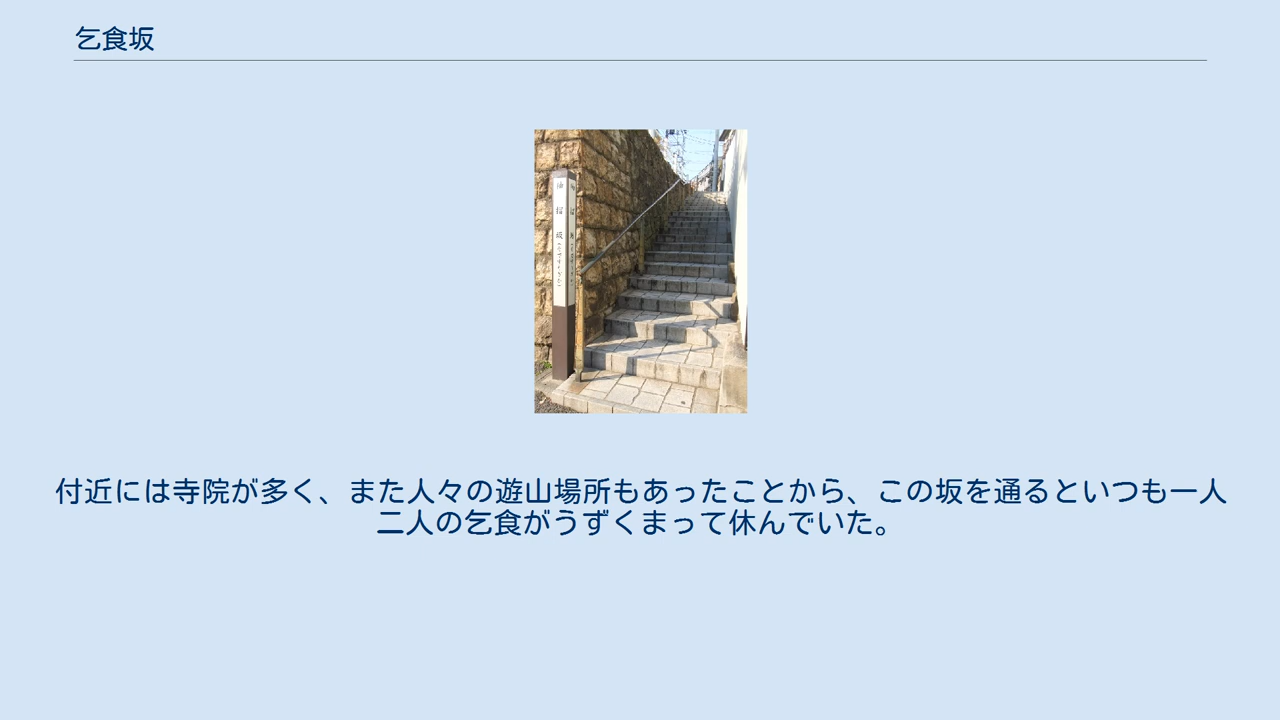 乞食坂
付近には寺院が多く、また人々の遊山場所もあったことから、この坂を通るといつも一人
二人の乞食がうずくまって休んでいた。